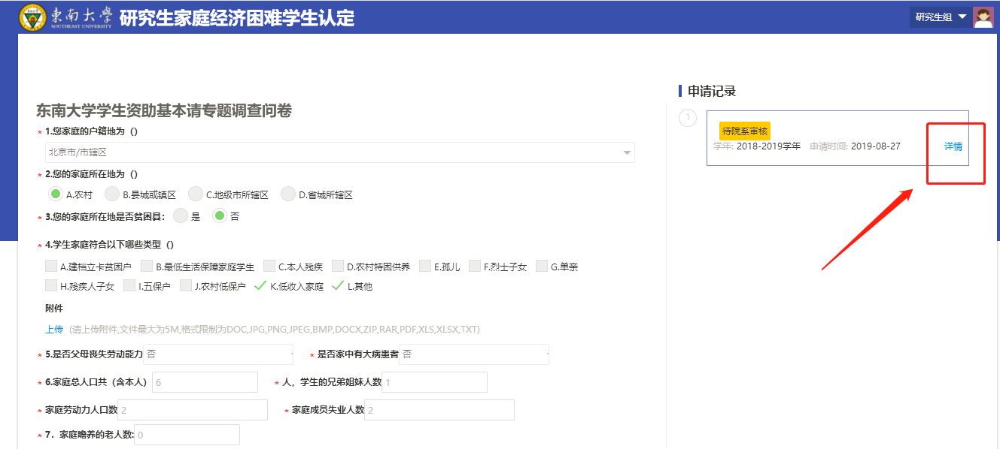 東南大學
SOUTHEAST UNIVERSITY
研究生家庭经济困难学生认定
研究生组
东南大学学生资助基本请专题调查问卷
* 1.您家庭的户籍地为 ()
北京市/市辖区
* 2.您的家庭所在地为 ()
A.农村 B.县城或镇区 C.地级市所辖区 D.省城所辖区
* 3.您的家庭所在地是否贫困县： 是 否
* 4.学生家庭符合以下哪些类型 ()
A.建档立卡贫困户 B.最低生活保障家庭学生 C.本人残疾 D.农村特困供养 E.孤儿 F.烈士子女 G.单亲
H.残疾人子女 I.五保户 J.农村低保户 K.低收入家庭 L.其他
附件
上传 (请上传附件,文件最大为5M,格式限制为DOC,JPG,PNG,JPEG,BMP,DOCX,ZIP,RAR,PDF,XLS,XLSX,TXT)
* 5.是否父母丧失劳动能力 否 * 是否家中有大病患者 否
* 6.家庭总人口共（含本人） 6 * 人，学生的兄弟姐妹人数 1
* 家庭劳动力人口数 2 * 家庭成员失业人数 2
* 7．家庭瞻养的老人数: 0
申请记录
1
待院系审核
学年: 2018-2019学年 申请时间: 2019-08-27 详情